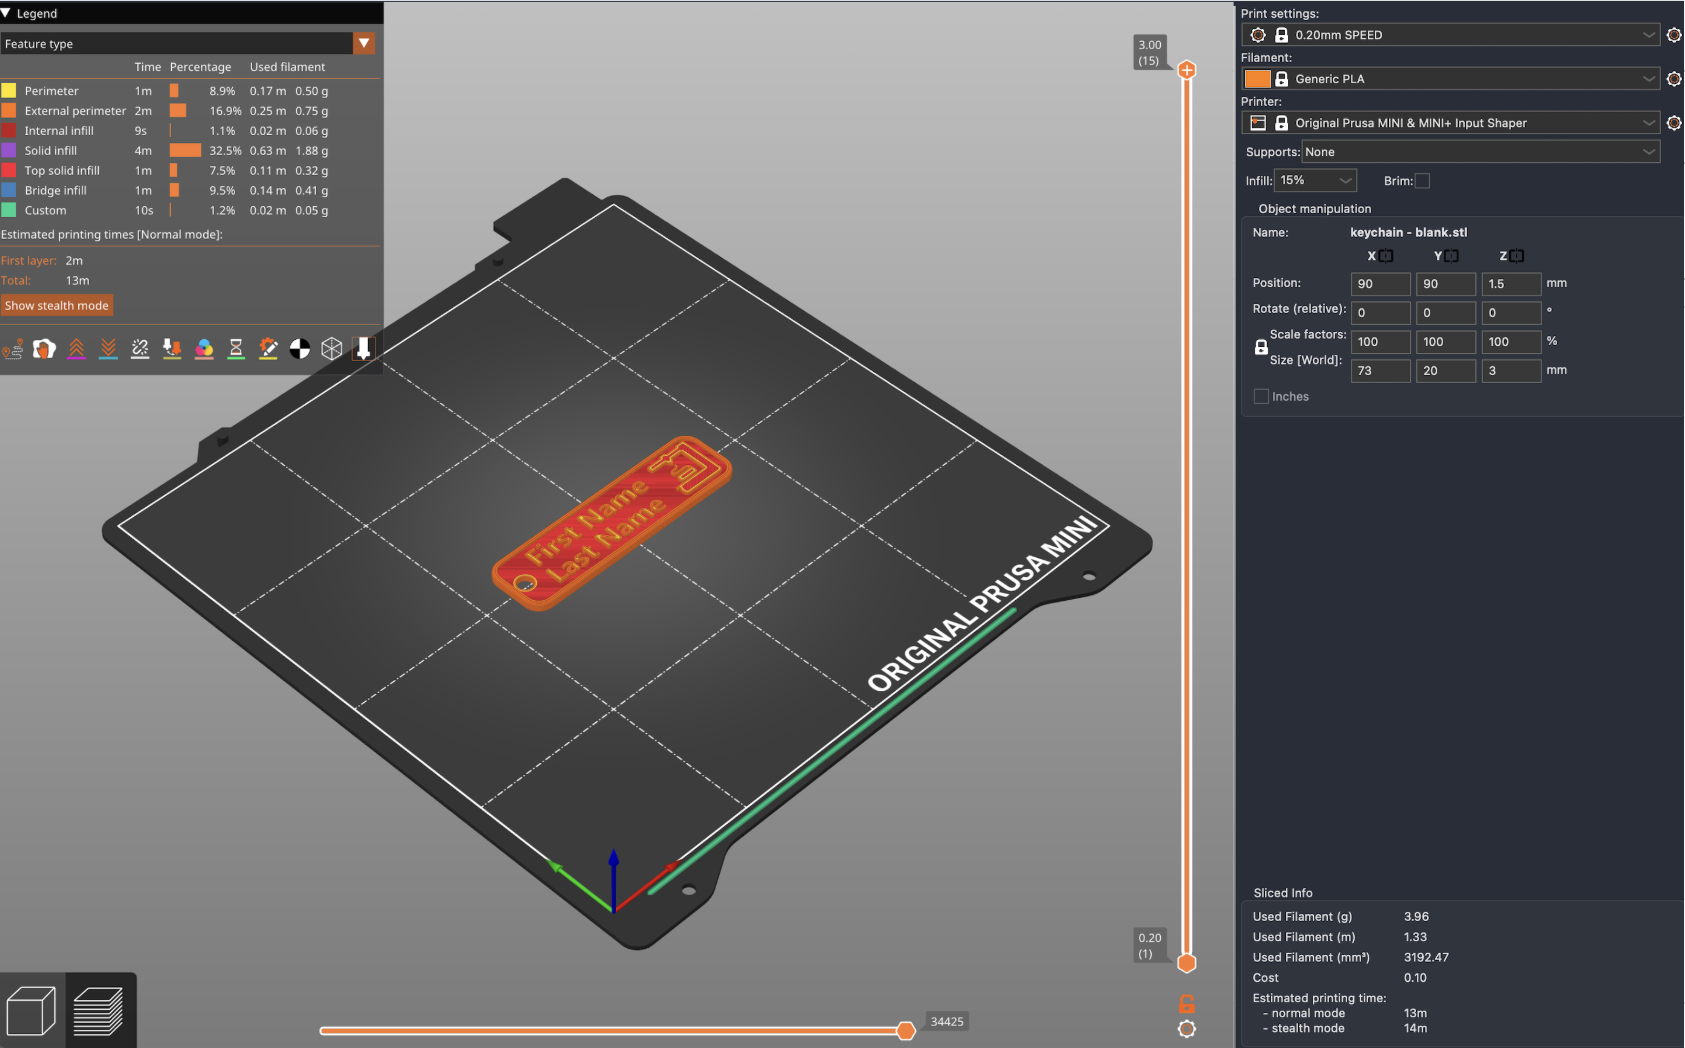 Legend
Feature type
Time Percentage Used filament
Perimeter 1m 8.9% 0.17 m 0.50 g
External perimeter 2m 16.9% 0.25 m 0.75 g
Internal infill 9s 1.1% 0.02 m 0.06 g
Solid infill 4m 32.5% 0.63 m 1.88 g
Top solid infill 1m 7.5% 0.11 m 0.32 g
Bridge infill 1m 9.5% 0.14 m 0.41 g
Custom 10s 1.2% 0.02 m 0.05 g
Estimated printing times [Normal mode]:
First layer: 2m
Total: 13m
Show stealth mode
3.00
(15)
First Name
Last Name
ORIGINAL PRUSA MINI
0.20
(1)
34425
Print settings:
0.20mm SPEED
Filament:
Generic PLA
Printer:
Original Prusa MINI & MINI+ Input Shaper
Supports: None
Infill: 15% Brim:
Object manipulation
Name: keychain - blank.stl
X Y Z
Position: 90 90 1.5 mm
Rotate (relative): 0 0 0 °
Scale factors: 100 100 100 %
Size [World]: 73 20 3 mm
Inches
Sliced Info
Used Filament (g) 3.96
Used Filament (m) 1.33
Used Filament (mm³) 3192.47
Cost 0.10
Estimated printing time:
- normal mode 13m
- stealth mode 14m